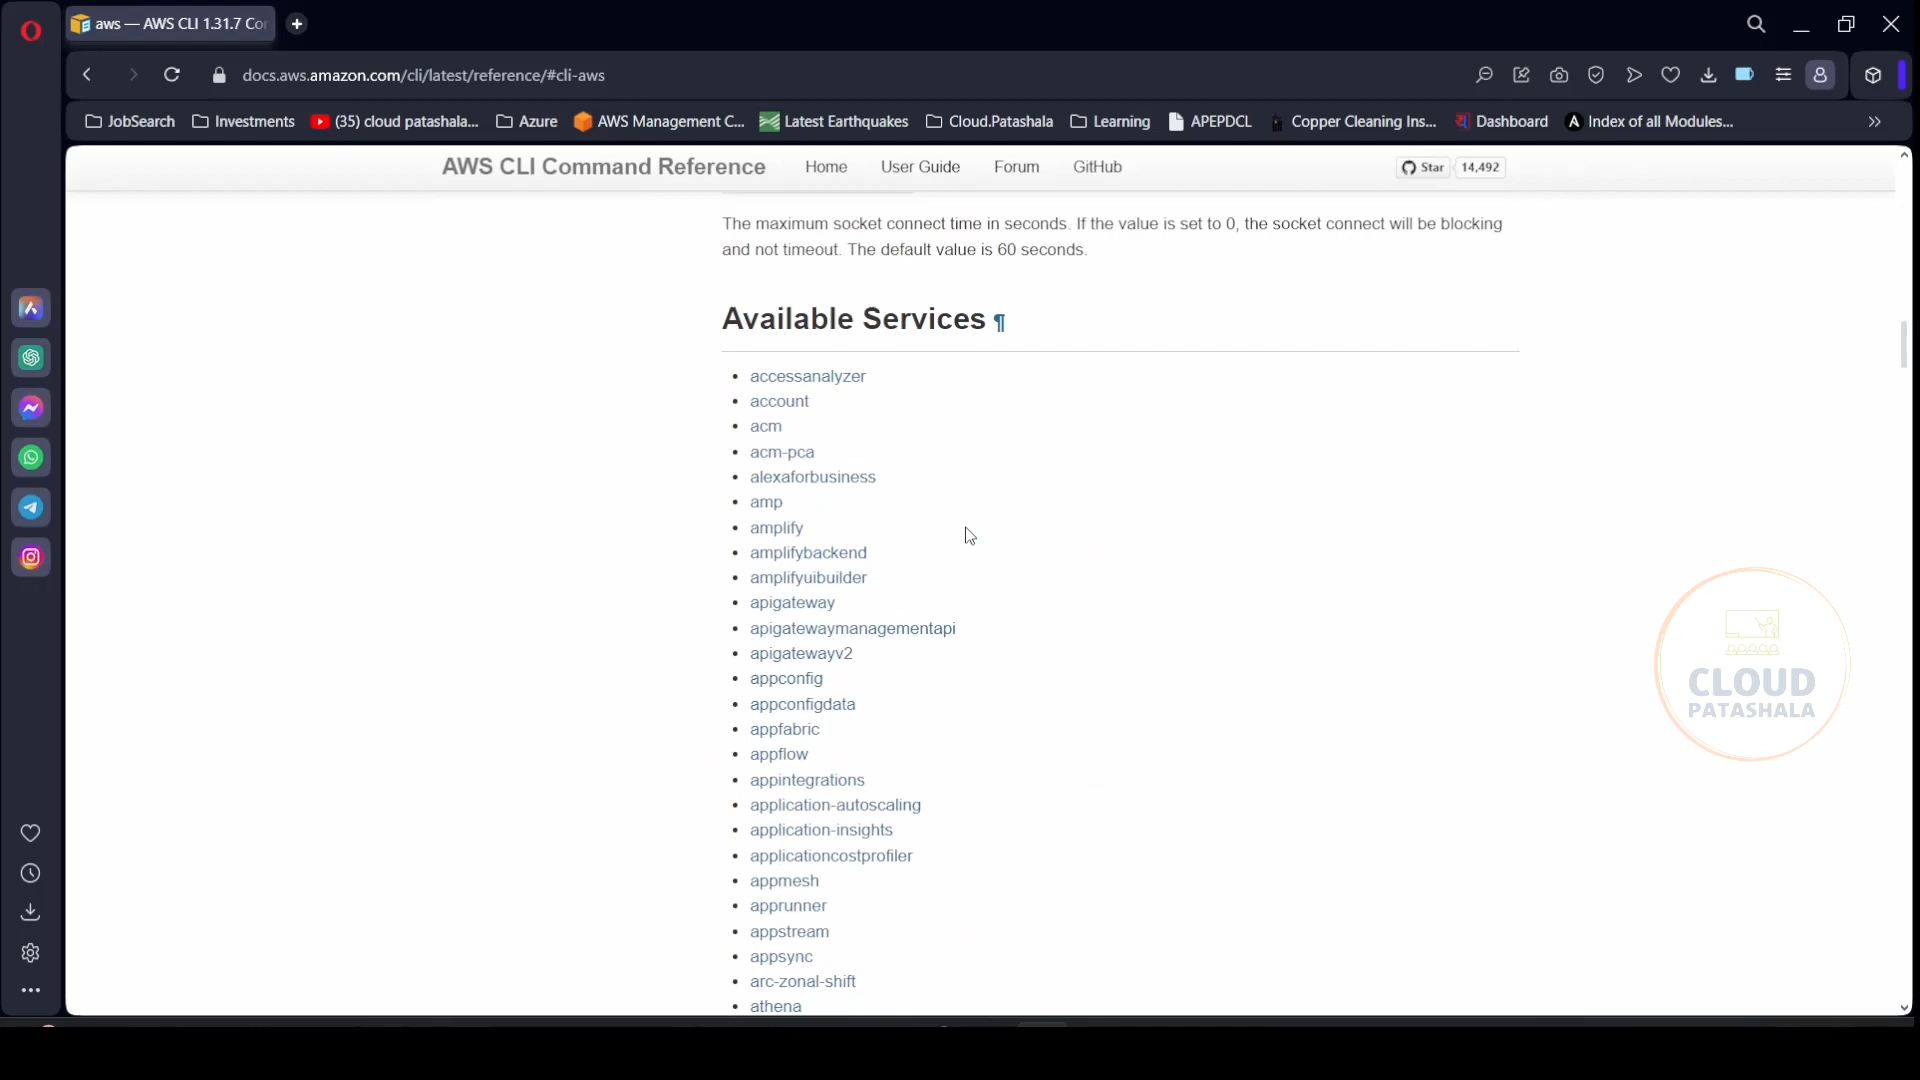 aws — AWS CLI 1.31.7 Co
docs.aws.amazon.com/cli/latest/reference/#cli-aws
JobSearch
Investments
(35) cloud patashala...
Azure
AWS Management C...
Latest Earthquakes
Cloud.Patashala
Learning
APEPDCL
Copper Cleaning Ins...
Dashboard
Index of all Modules...
AWS CLI Command Reference
Home
User Guide
Forum
GitHub
Star
14,492
The maximum socket connect time in seconds. If the value is set to 0, the socket connect will be blocking
and not timeout. The default value is 60 seconds.
Available Services ¶
• accessanalyzer
• account
• acm
• acm-pca
• alexaforbusiness
• amp
• amplify
• amplifybackend
• amplifyuibuilder
• apigateway
• apigatewaymanagementapi
• apigatewayv2
• appconfig
• appconfigdata
• appfabric
• appflow
• appintegrations
• application-autoscaling
• application-insights
• applicationcostprofiler
• appmesh
• apprunner
• appstream
• appsync
• arc-zonal-shift
• athena
CLOUD
PATASHALA